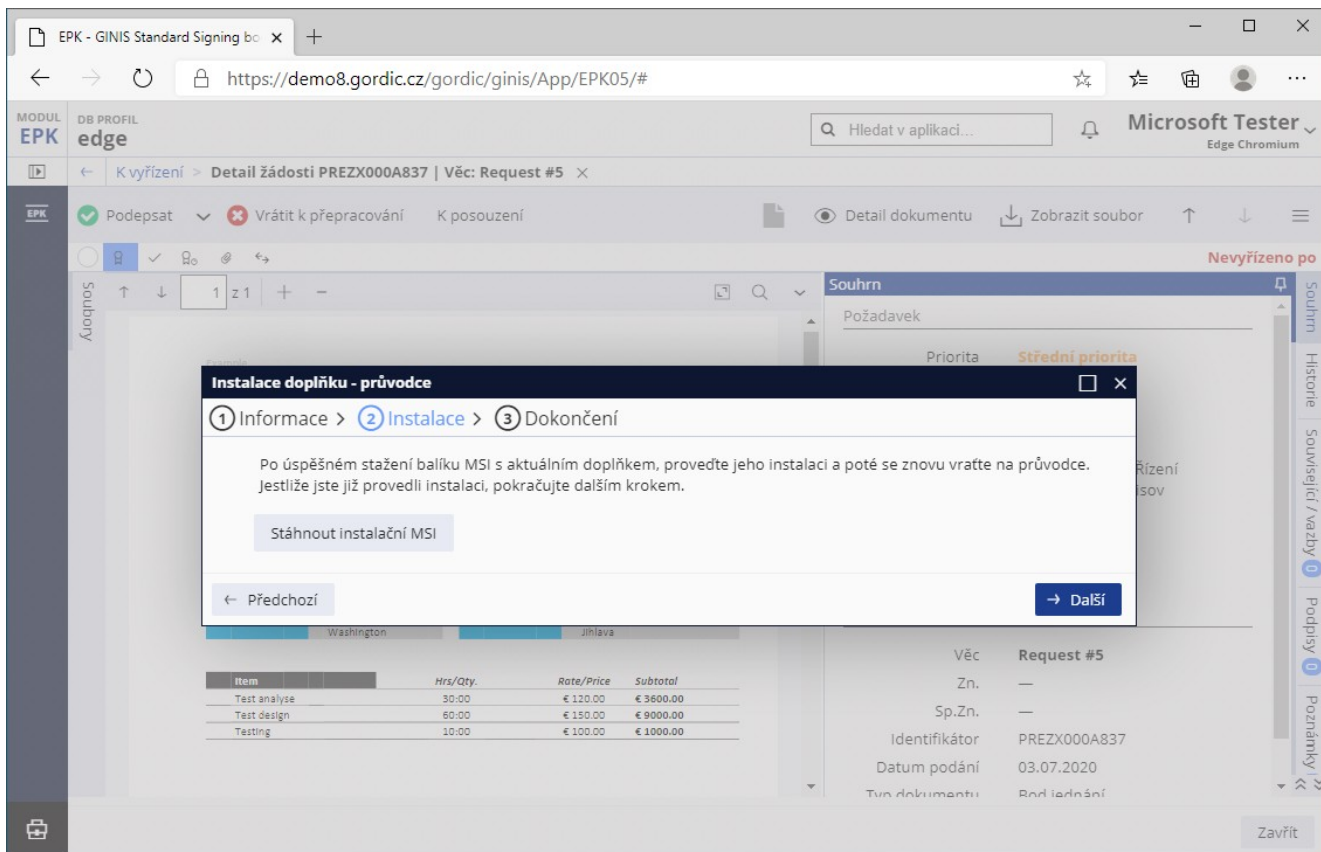 EPK - GINIS Standard Signing bo
https://demo8.gordic.cz/gordic/ginis/App/EPK05/#
MODUL
EPK
DB PROFIL
edge
Hledat v aplikaci...
Microsoft Tester
Edge Chromium
K vyřízení > Detail žádosti PREZX000A837 | Věc: Request #5
EPK
Podepsat
Vrátit k přepracování
K posouzení
Detail dokumentu
Zobrazit soubor
Nevyřízeno po
Soubory
1 z 1
Souhrn
Požadavek
Priorita Střední priorita
Example
Instalace doplňku - průvodce
1 Informace > 2 Instalace > 3 Dokončení
Po úspěšném stažení balíku MSI s aktuálním doplňkem, proveďte jeho instalaci a poté se znovu vraťte na průvodce.
Jestliže jste již provedli instalaci, pokračujte dalším krokem.
Stáhnout instalační MSI
← Předchozí
→ Další
Washington
Jihlava
Item Hrs/Qty. Rate/Price Subtotal
Test analyse 30:00 € 120.00 € 3600.00
Test design 60:00 € 150.00 € 9000.00
Testing 10:00 € 100.00 € 1000.00
Věc Request #5
Zn. —
Sp.Zn. —
Identifikátor PREZX000A837
Datum podání 03.07.2020
Typ dokumentu Bod jednání
Souhrn
Historie
Související / vazby 0
Podpisy 0
Poznámky
Zavřít